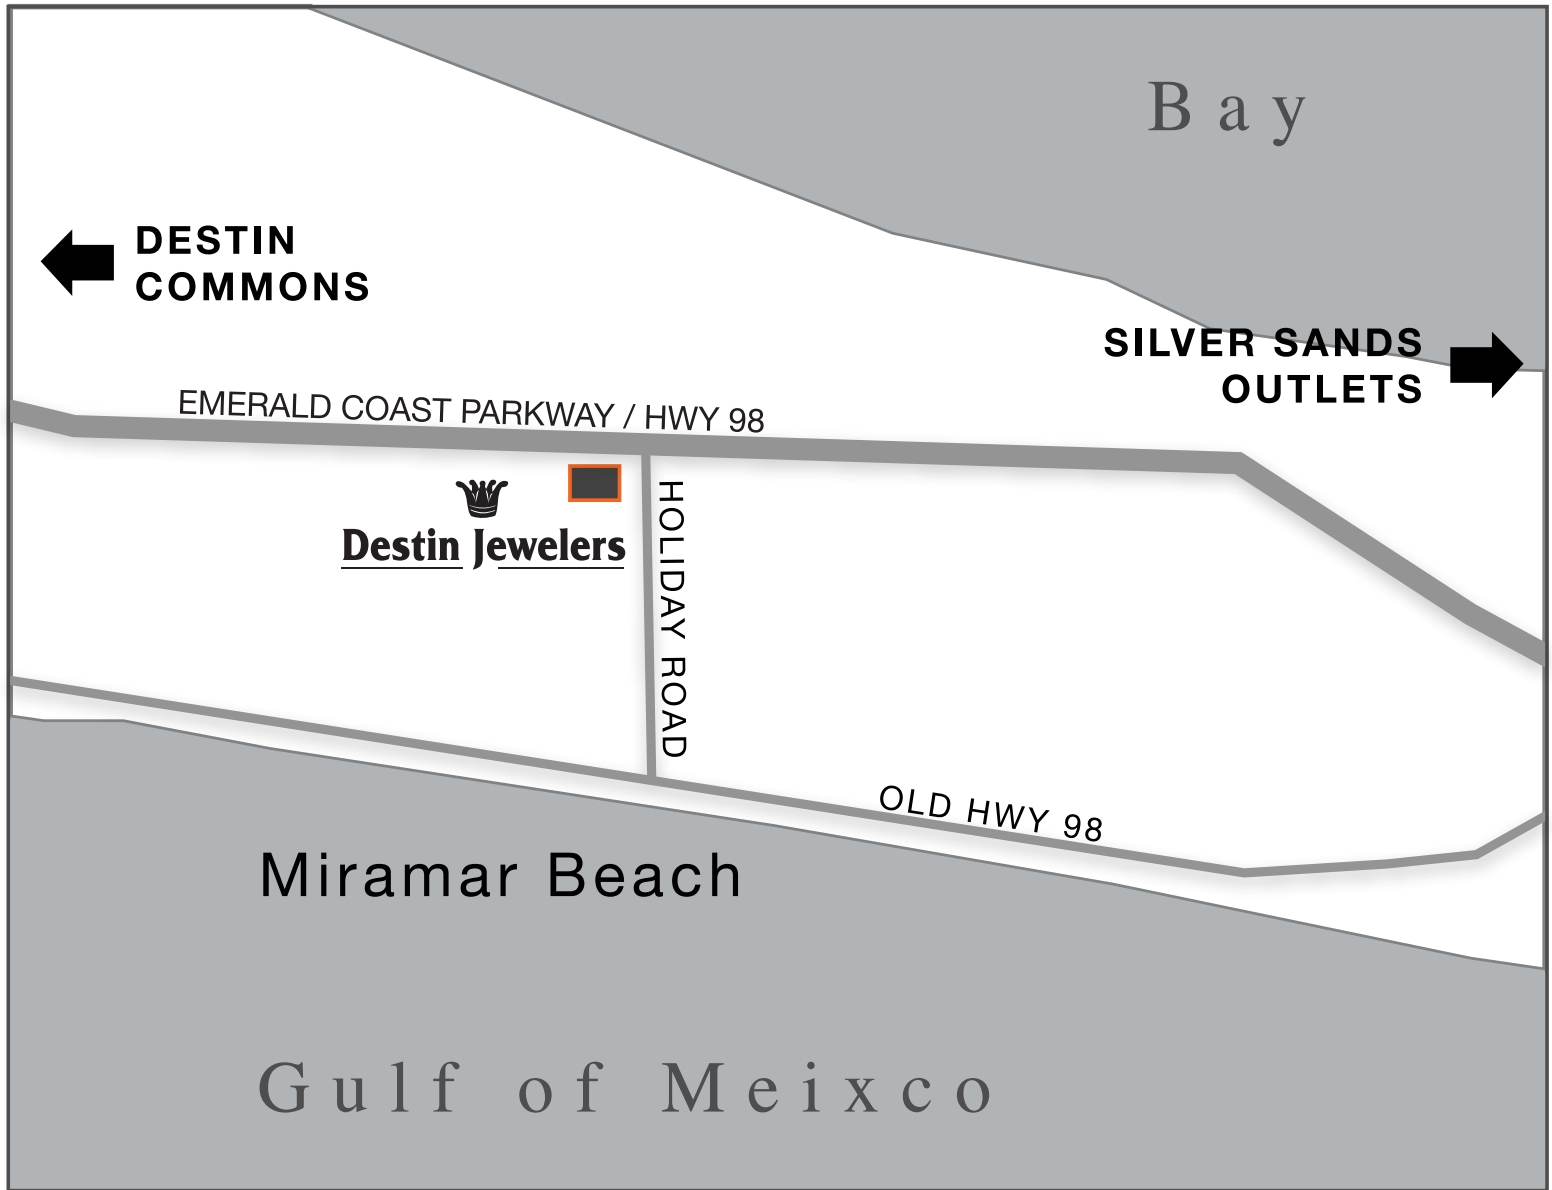 Bay
DESTIN
COMMONS
SILVER SANDS
OUTLETS
EMERALD COAST PARKWAY / HWY 98
HOLIDAY ROAD
Destin Jewelers
OLD HWY 98
Miramar Beach
Gulf of Meixco